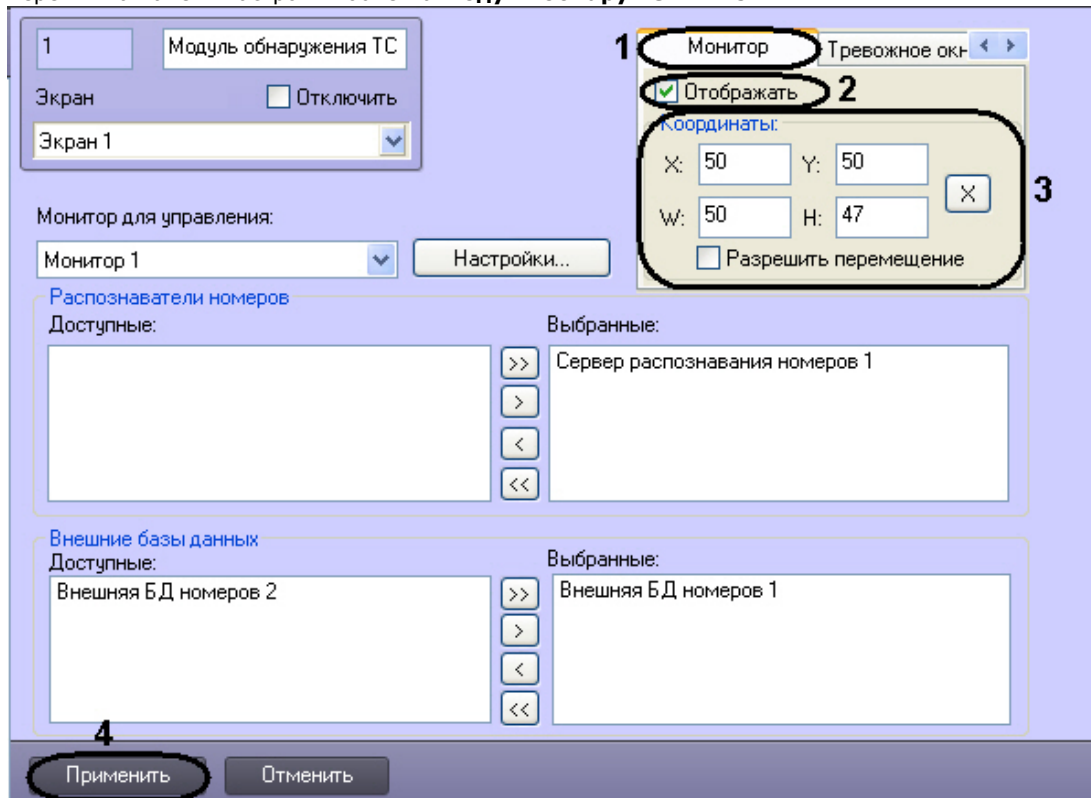 1 Модуль обнаружения ТС
Экран Отключить
Экран 1
1 Монитор Тревожное окн
Отображать 2
Координаты:
X: 50 Y: 50 X 3
W: 50 H: 47
Разрешить перемещение
Монитор для управления:
Монитор 1 Настройки...
Распознаватели номеров
Доступные: Выбранные:
Сервер распознавания номеров 1
>>
>
<
<<
Внешние базы данных
Доступные: Выбранные:
Внешняя БД номеров 2 >> Внешняя БД номеров 1
>
<
<<
4
Применить Отменить